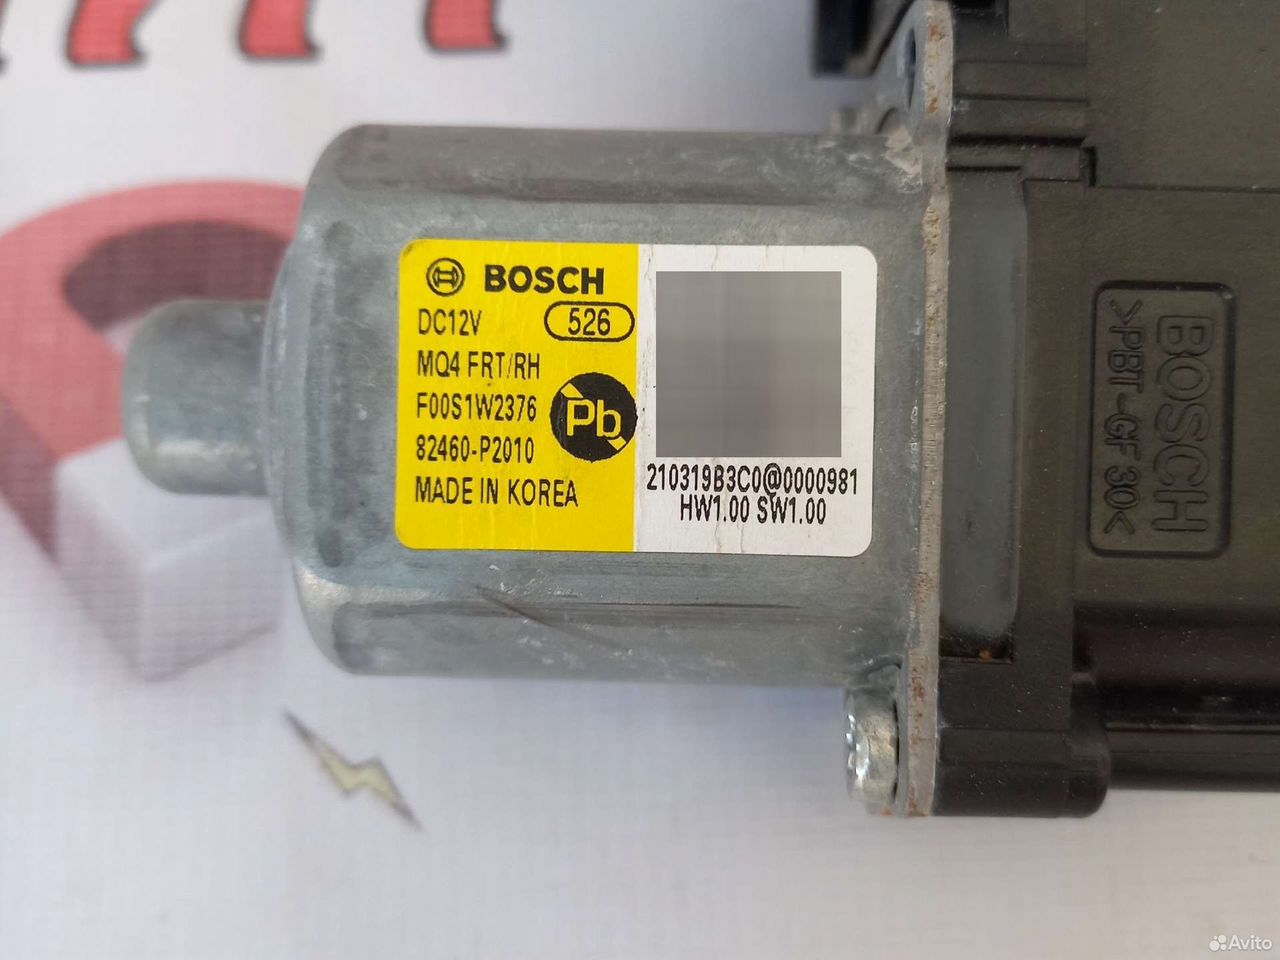 BOSCH
DC12V 526
MQ4 FRT/RH
F00S1W2376
Pb
82460-P2010
MADE IN KOREA
210319B3C0@0000981
HW1.00 SW1.00
BOSCH
>PBT-GF 30<
Avito